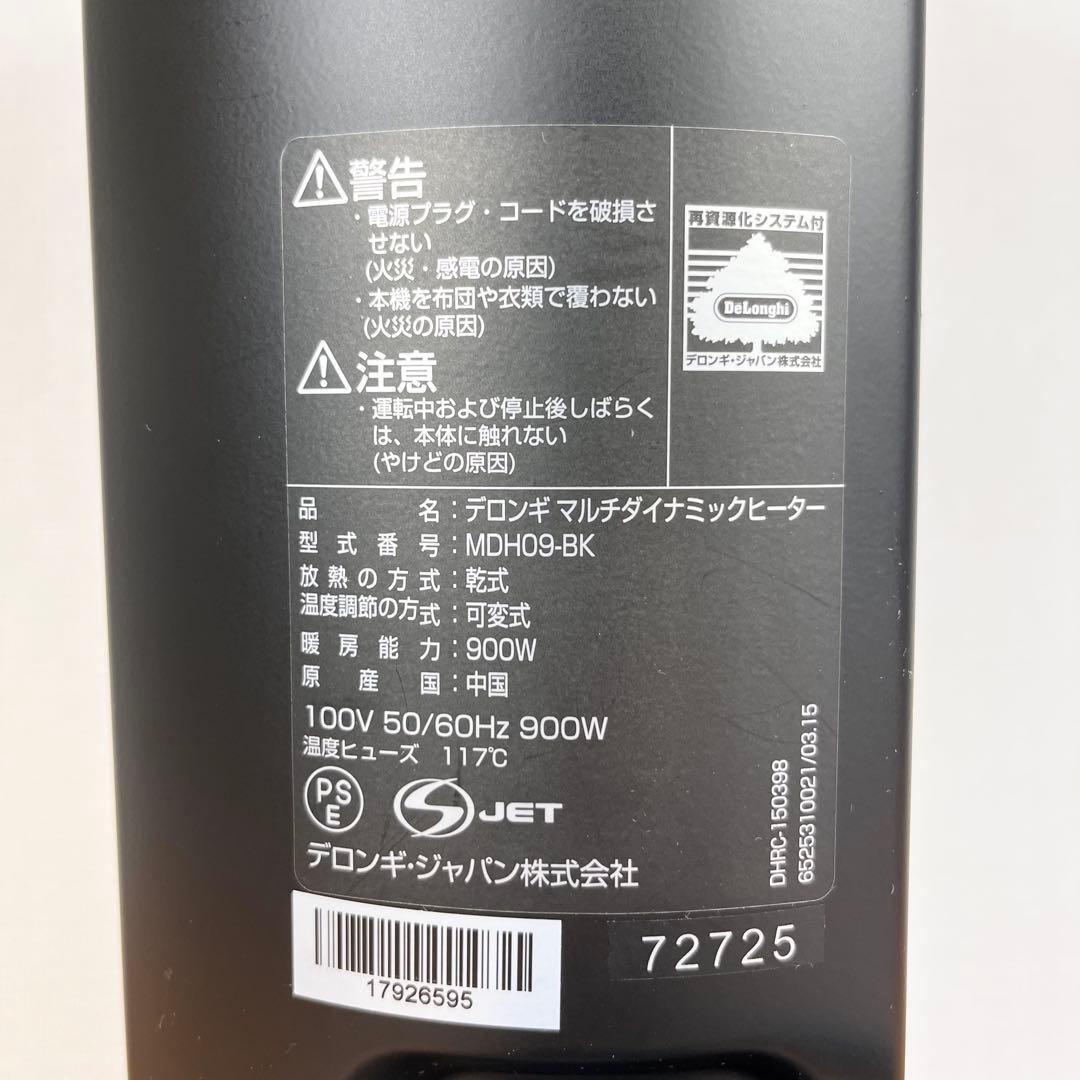 警告
・電源プラグ・コードを破損さ
せない
(火災・感電の原因)
・本機を布団や衣類で覆わない
(火災の原因)
注意
・運転中および停止後しばらく
は、本体に触れない
(やけどの原因)
再資源化システム付
DeLonghi
デロンギ・ジャパン株式会社
品名：デロンギ マルチダイナミックヒーター
型式番号：MDH09-BK
放熱の方式：乾式
温度調節の方式：可変式
暖房能力：900W
原産国：中国
100V 50/60Hz 900W
温度ヒューズ 117℃
PSE
S JET
デロンギ・ジャパン株式会社
DHRC-150398
6525310021/03.15
17926595
72725